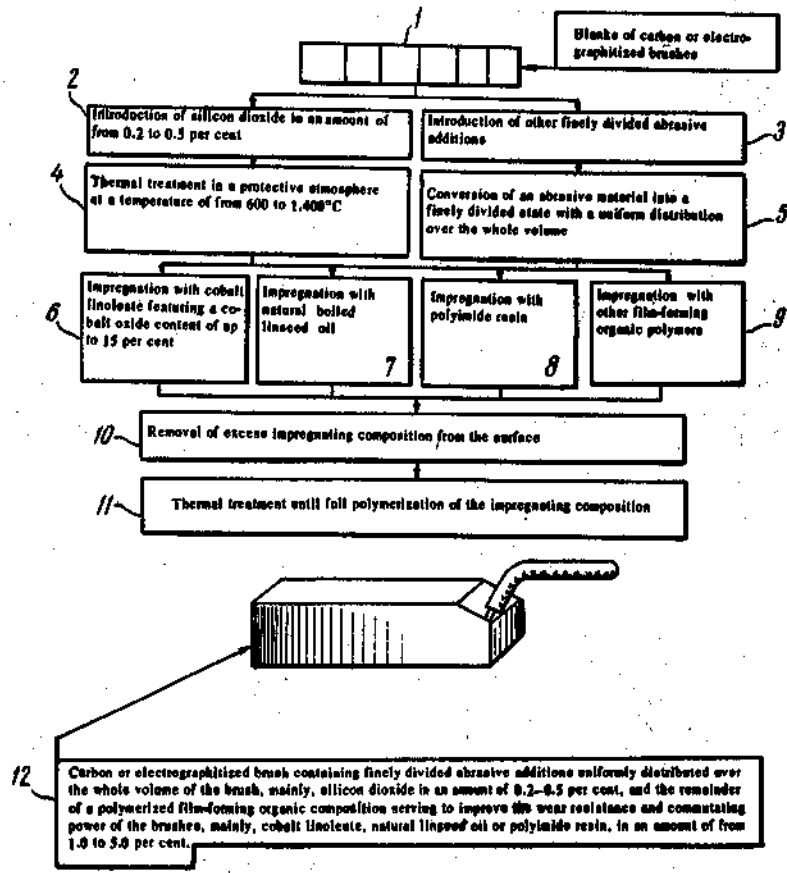 1
Blanks of carbon or electro-
graphitized brushes
2
Introduction of silicon dioxide in an amount of
from 0.2 to 0.5 per cent
Introduction of other finely divided abrasive
additions
3
4
Thermal treatment in a protective atmosphere
at a temperature of from 600 to 1,400°C
Conversion of an abrasive material into a
finely divided state with a uniform distribution
over the whole volume
5
6
Impregnation with cobalt
linoleate featuring a co-
balt oxide content of up
to 15 per cent
Impregnation with
natural boiled
linseed oil
7
Impregnation with
polyimide resin
8
Impregnation with
other film-forming
organic polymers
9
10
Removal of excess impregnating composition from the surface
11
Thermal treatment until full polymerization of the impregnating composition
12
Carbon or electrographitized brush containing finely divided abrasive additions uniformly distributed over
the whole volume of the brush, mainly, silicon dioxide in an amount of 0.2–0.5 per cent, and the remainder
of a polymerized film-forming organic composition serving to improve the wear resistance and commutating
power of the brushes, mainly, cobalt linoleate, natural linseed oil or polyimide resin, in an amount of from
1.0 to 5.0 per cent.